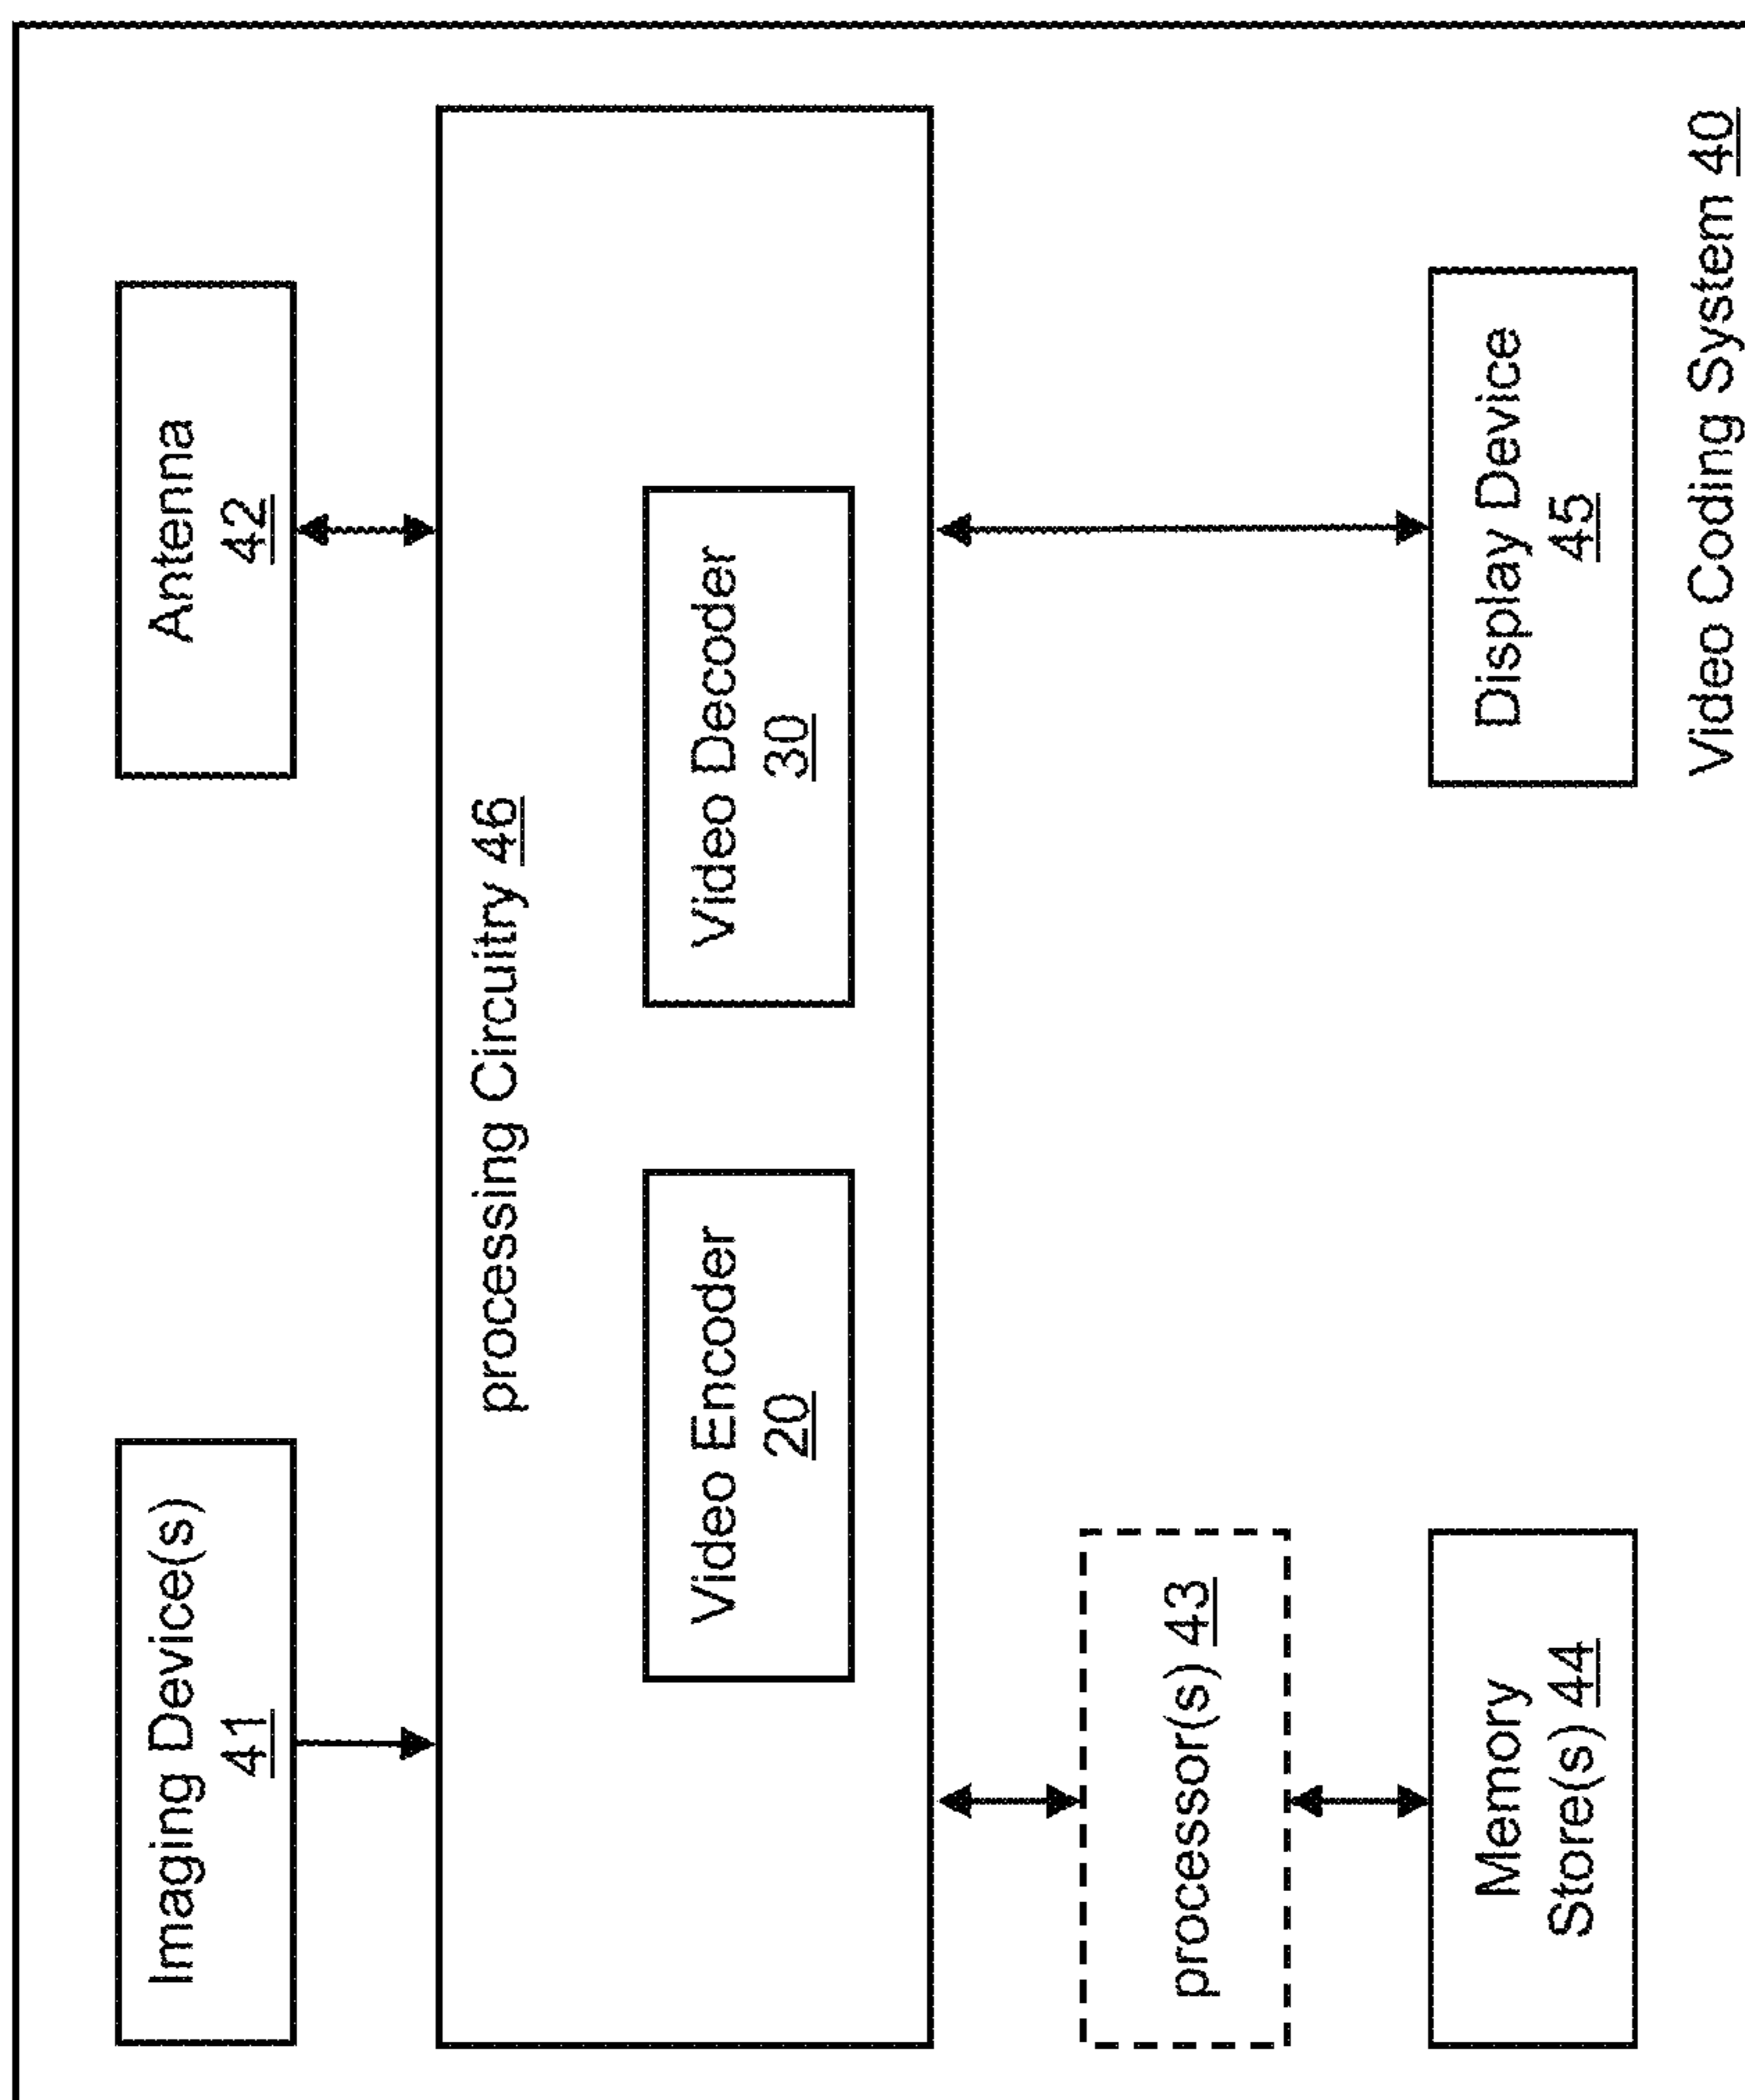 Imaging Device(s)
41
Antenna
42
processing Circuitry 46
Video Encoder
20
Video Decoder
30
processor(s) 43
Memory
Store(s) 44
Display Device
45
Video Coding System 40